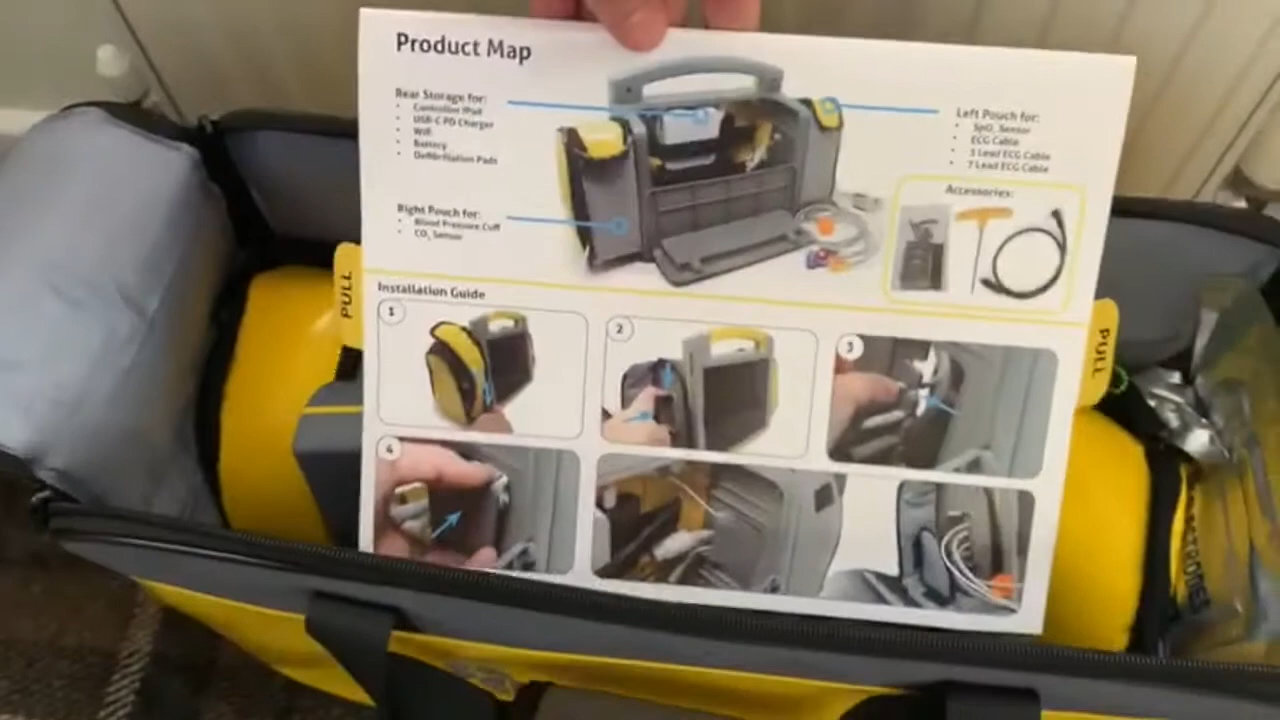 Product Map
Rear Storage for:
• Controller iPad
• USB-C PD Charger
• Wifi
• Battery
• Defibrillation Pads
Left Pouch for:
• SpO₂ Sensor
• ECG Cable
• 3 Lead ECG Cable
• 7 Lead ECG Cable
Accessories:
Right Pouch for:
• Blood Pressure Cuff
• CO₂ Sensor
Installation Guide
1
2
3
4
PULL
PULL